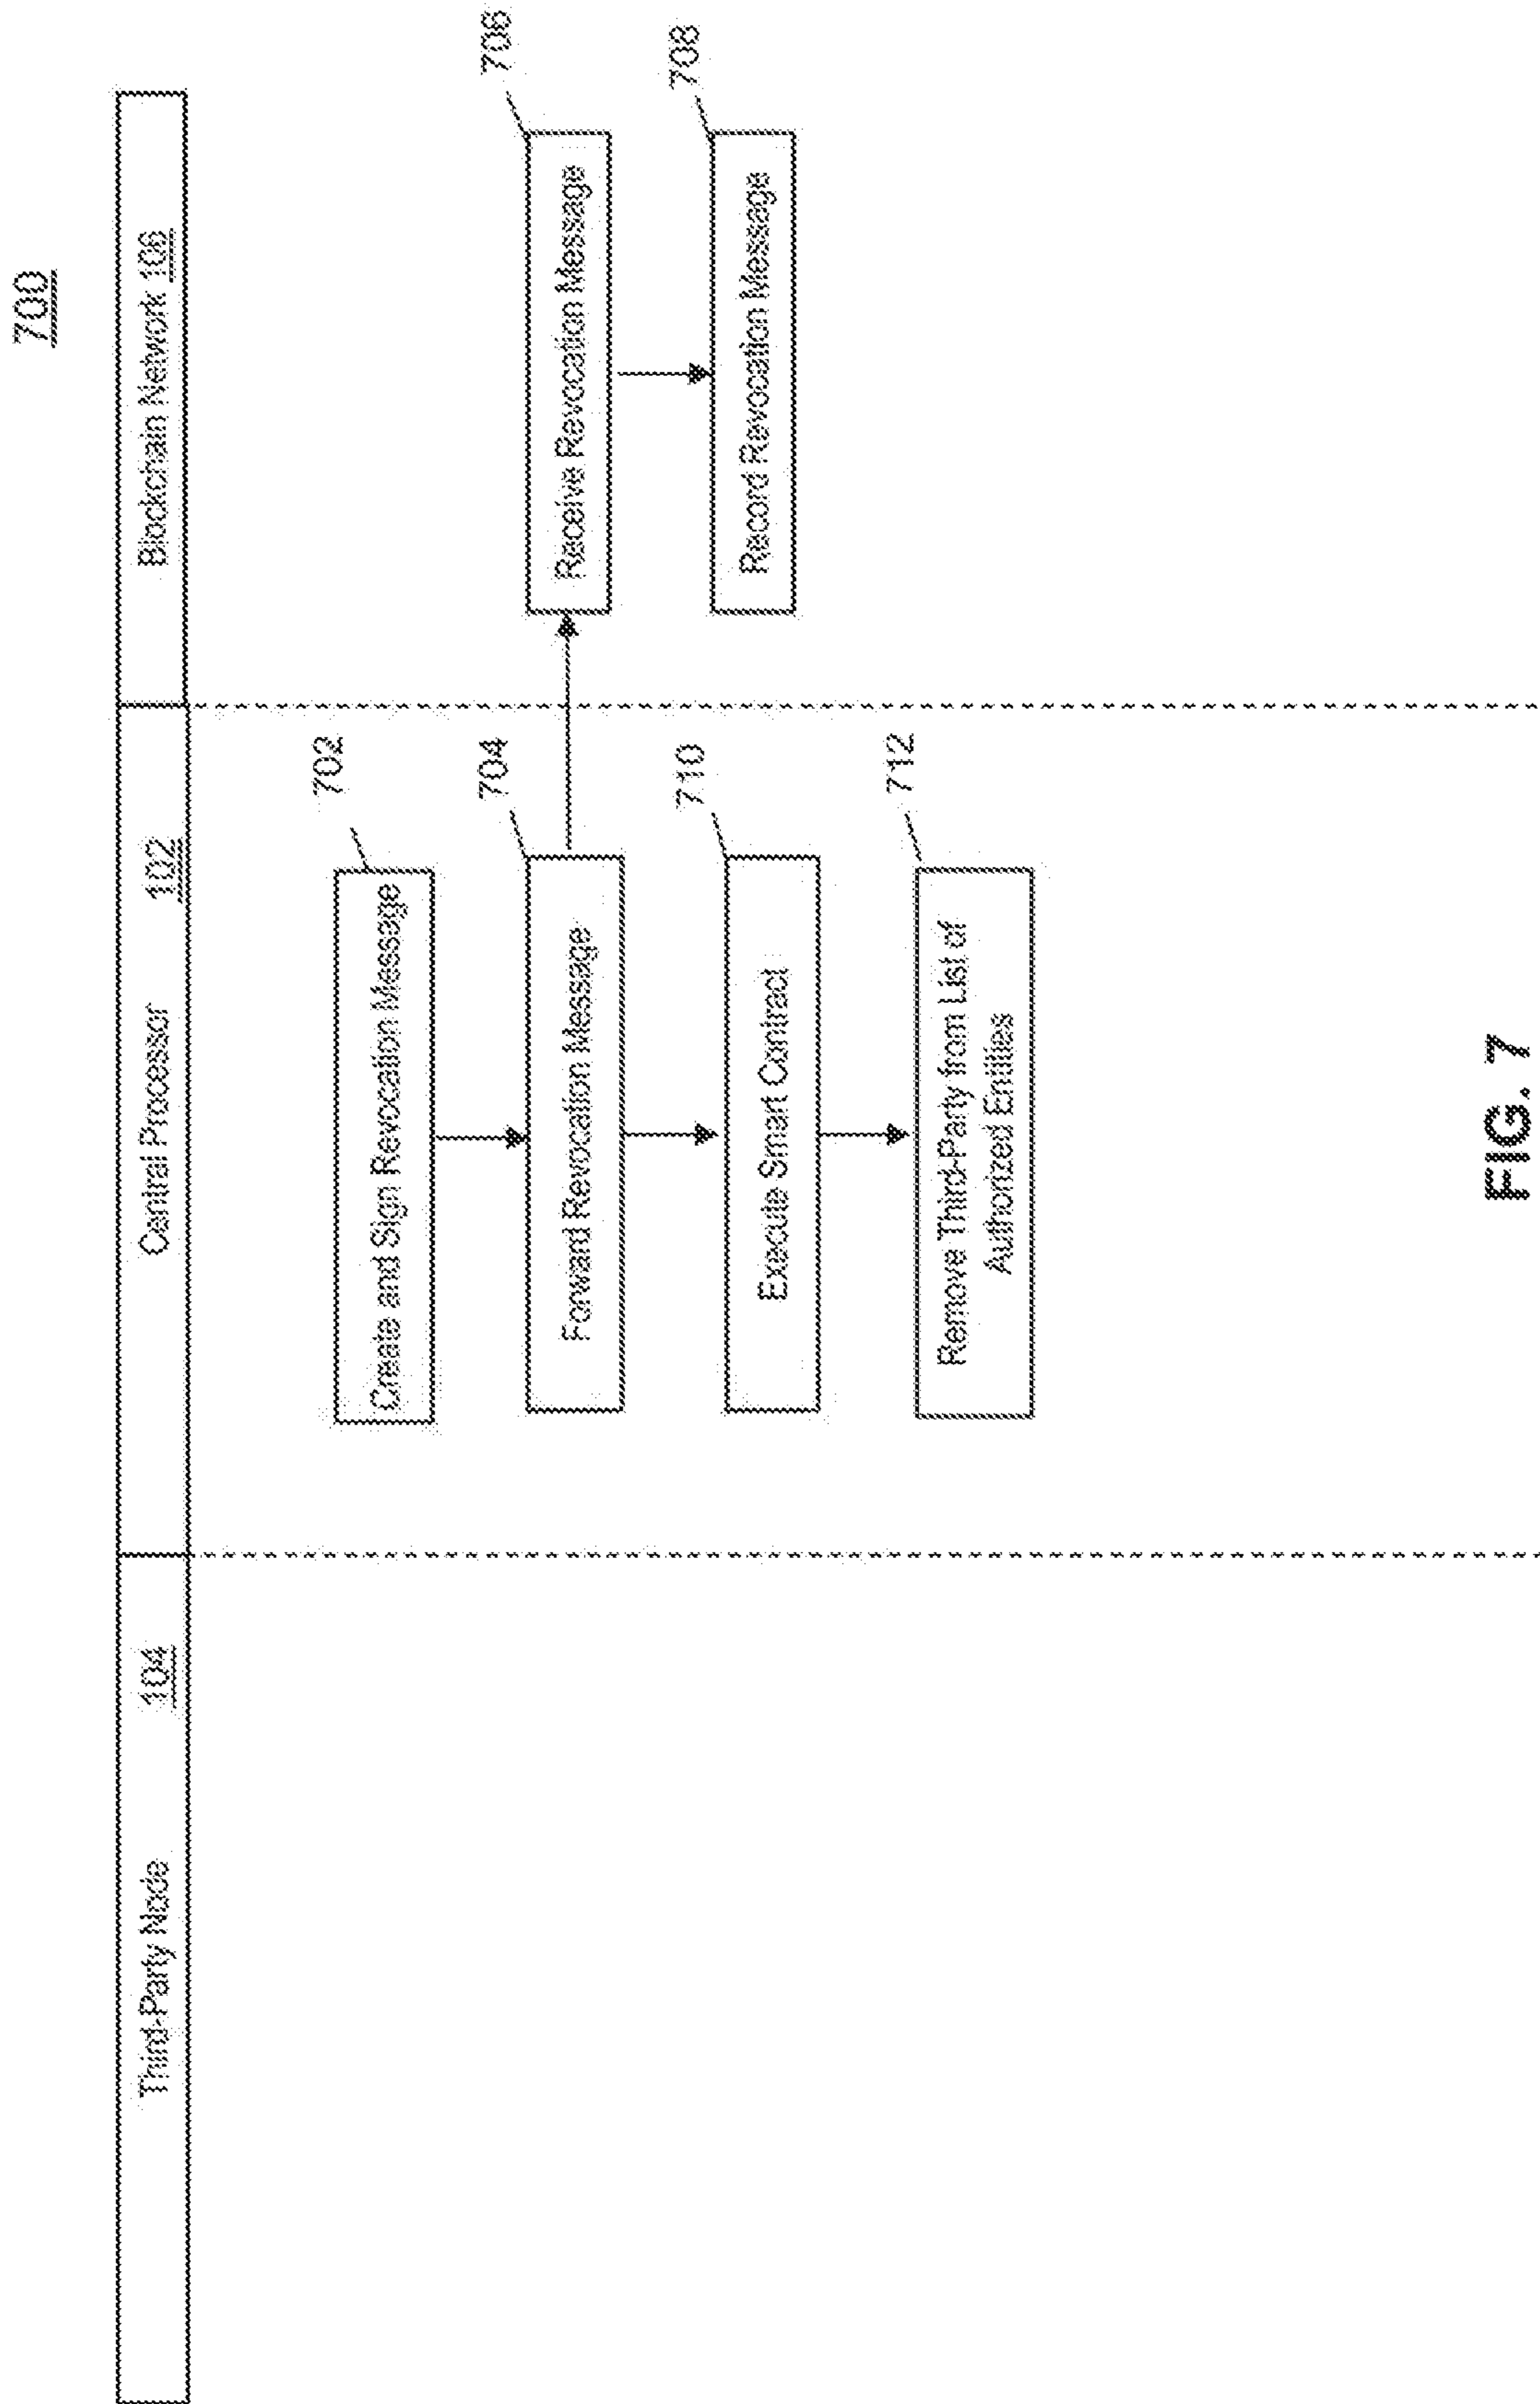 700
Third-Party Node 104
Central Processor 102
Blockchain Network 106
702
Create and Sign Revocation Message
704
Forward Revocation Message
706
Receive Revocation Message
708
Record Revocation Message
710
Execute Smart Contract
712
Remove Third-Party from List of
Authorized Entities
FIG. 7